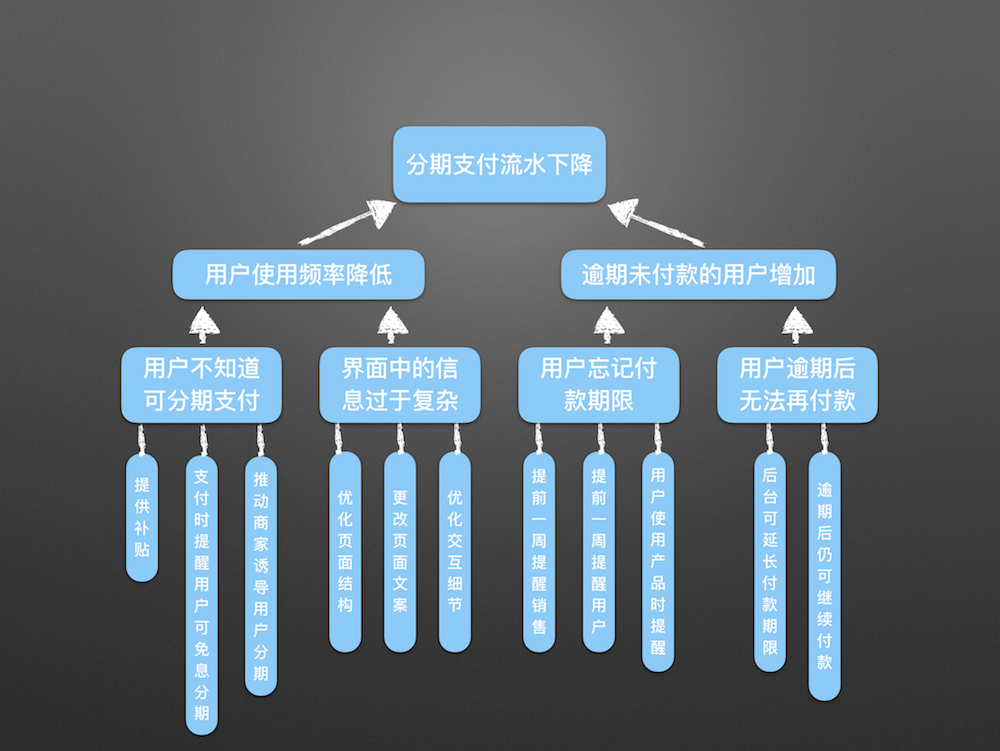 分期支付流水下降
用户使用频率降低
逾期未付款的用户增加
用户不知道
可分期支付
界面中的信
息过于复杂
用户忘记付
款期限
用户逾期后
无法再付款
提供补贴
支付时提醒用户可免息分期
推动商家诱导用户分期
优化页面结构
更改页面文案
优化交互细节
提前一周提醒销售
提前一周提醒用户
用户使用产品时提醒
后台可延长付款期限
逾期后仍可继续付款